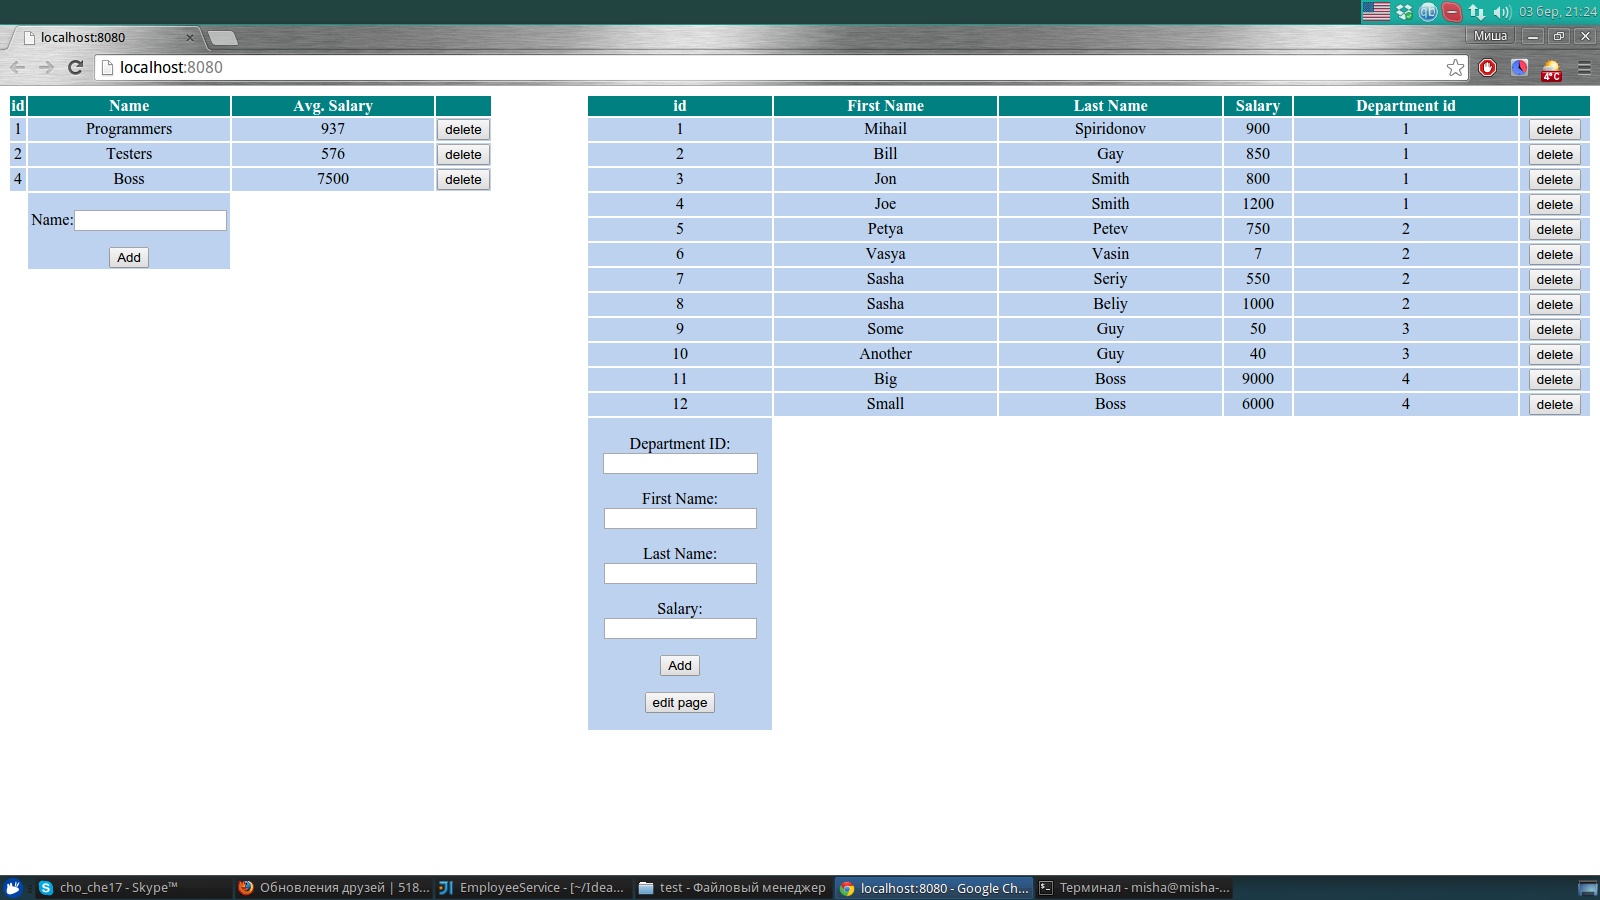 03 бер, 21:24
localhost:8080
Миша
localhost:8080
4°C
id Name Avg. Salary
1 Programmers 937 delete
2 Testers 576 delete
4 Boss 7500 delete
Name:
Add
id First Name Last Name Salary Department id
1 Mihail Spiridonov 900 1 delete
2 Bill Gay 850 1 delete
3 Jon Smith 800 1 delete
4 Joe Smith 1200 1 delete
5 Petya Petev 750 2 delete
6 Vasya Vasin 7 2 delete
7 Sasha Seriy 550 2 delete
8 Sasha Beliy 1000 2 delete
9 Some Guy 50 3 delete
10 Another Guy 40 3 delete
11 Big Boss 9000 4 delete
12 Small Boss 6000 4 delete
Department ID:
First Name:
Last Name:
Salary:
Add
edit page
cho_che17 - Skype™
Обновления друзей | 518...
EmployeeService - [~/Idea...
test - Файловый менеджер
localhost:8080 - Google Ch...
Терминал - misha@misha-...